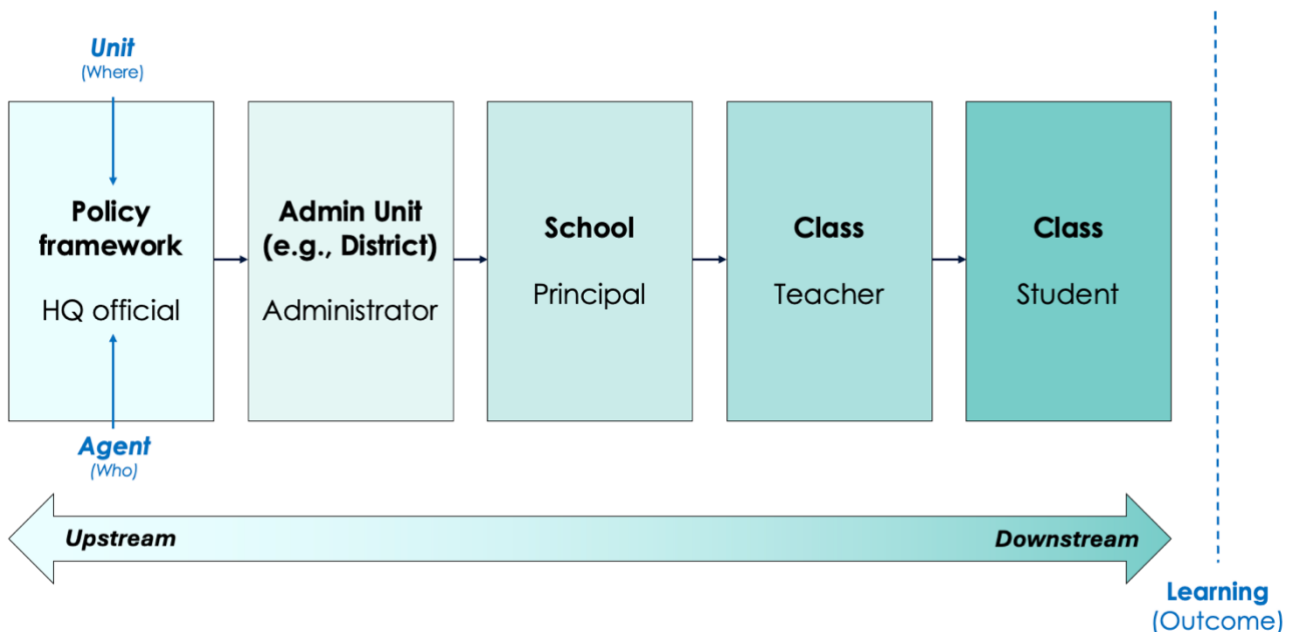 Unit
(Where)
Policy
framework
HQ official
Agent
(Who)
Admin Unit
(e.g., District)
Administrator
School
Principal
Class
Teacher
Class
Student
Upstream
Downstream
Learning
(Outcome)